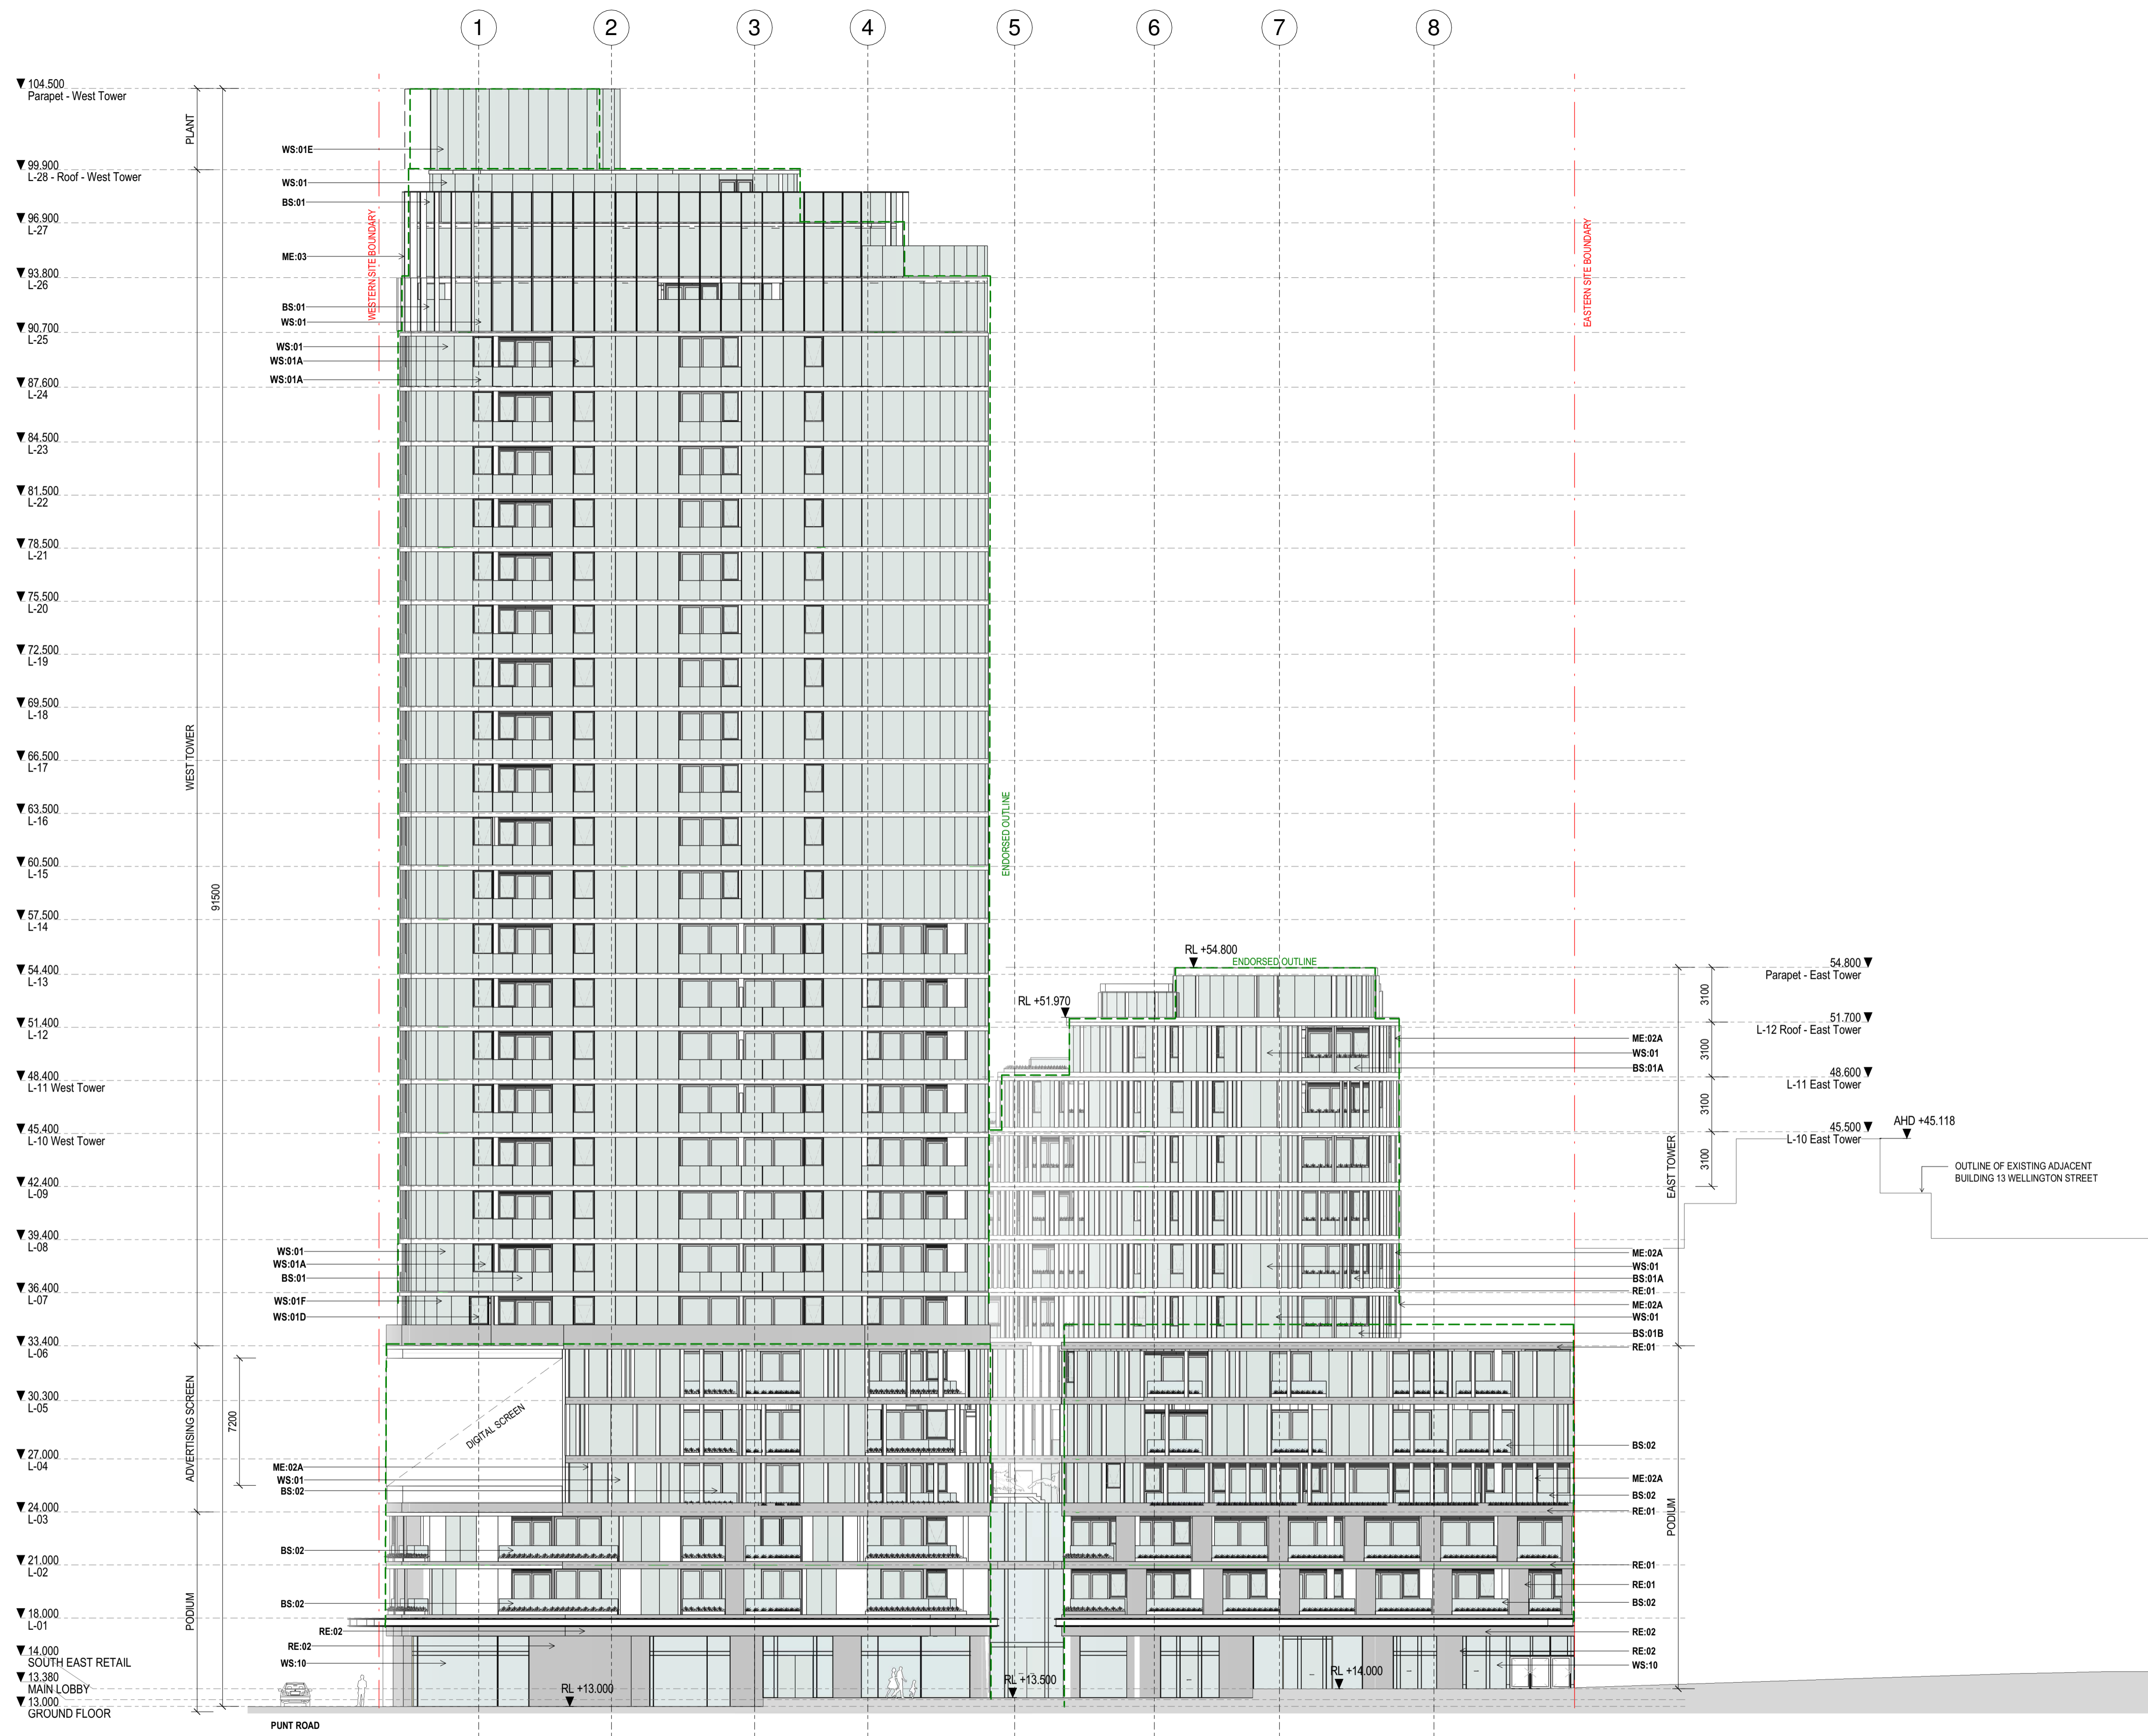 1
2
3
4
5
6
7
8
104.500
Parapet - West Tower
99.900
L-28 - Roof - West Tower
96.900
L-27
93.800
L-26
90.700
L-25
87.600
L-24
84.500
L-23
81.500
L-22
78.500
L-21
75.500
L-20
72.500
L-19
69.500
L-18
66.500
L-17
63.500
L-16
60.500
L-15
57.500
L-14
54.400
L-13
51.400
L-12
48.400
L-11 West Tower
45.400
L-10 West Tower
42.400
L-09
39.400
L-08
36.400
L-07
33.400
L-06
30.300
L-05
27.000
L-04
24.000
L-03
21.000
L-02
18.000
L-01
14.000
SOUTH EAST RETAIL
13.380
MAIN LOBBY
13.000
GROUND FLOOR
PLANT
WEST TOWER
91500
ADVERTISING SCREEN
7200
PODIUM
WS:01E
WS:01
BS:01
ME:03
BS:01
WS:01
WS:01
WS:01A
WS:01A
WS:01
WS:01A
BS:01
WS:01F
WS:01D
ME:02A
WS:01
BS:02
BS:02
BS:02
RE:02
RE:02
WS:10
WESTERN SITE BOUNDARY
DIGITAL SCREEN
ENDORSED OUTLINE
RL +13.000
PUNT ROAD
RL +13.500
RL +14.000
RL +54.800
ENDORSED OUTLINE
RL +51.970
EASTERN SITE BOUNDARY
ME:02A
WS:01
BS:01A
ME:02A
WS:01
BS:01A
RE:01
ME:02A
WS:01
BS:01B
RE:01
BS:02
ME:02A
BS:02
RE:01
RE:01
RE:01
BS:02
RE:02
RE:02
WS:10
EAST TOWER
PODIUM
3100
3100
3100
3100
54.800
Parapet - East Tower
51.700
L-12 Roof - East Tower
48.600
L-11 East Tower
45.500
L-10 East Tower
AHD +45.118
OUTLINE OF EXISTING ADJACENT
BUILDING 13 WELLINGTON STREET